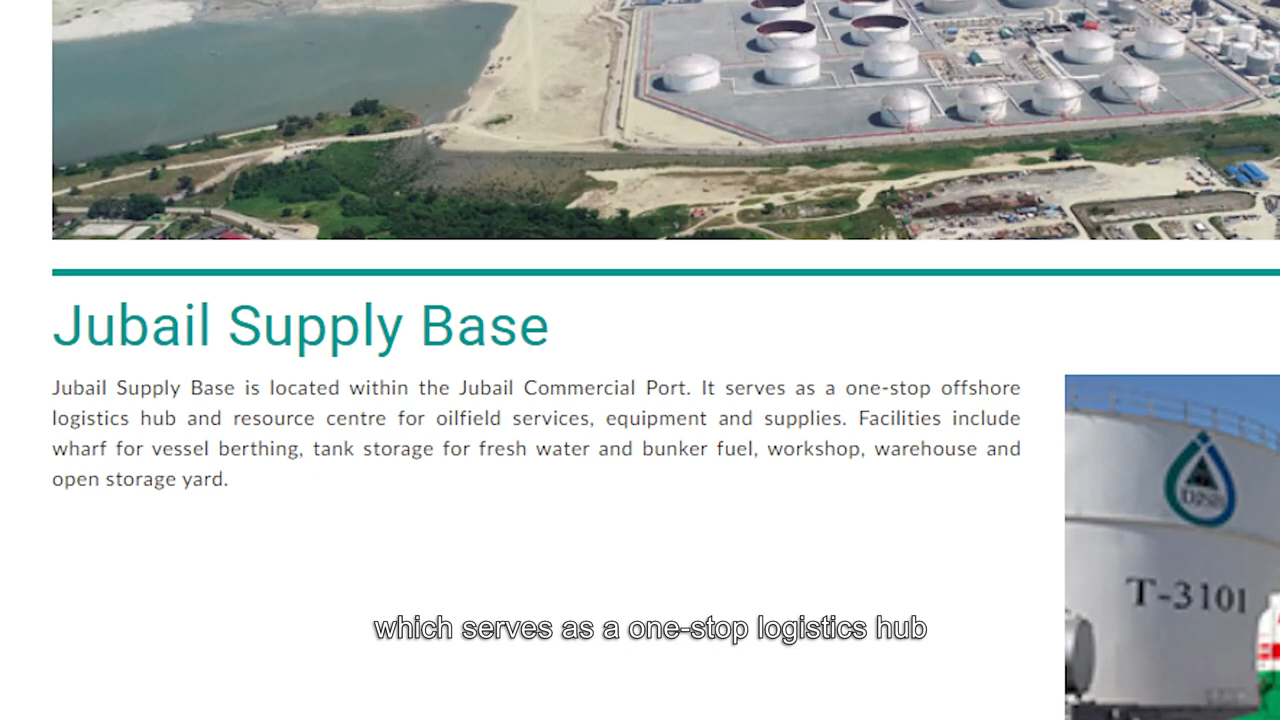 Jubail Supply Base
Jubail Supply Base is located within the Jubail Commercial Port. It serves as a one-stop offshore
logistics hub and resource centre for oilfield services, equipment and supplies. Facilities include
wharf for vessel berthing, tank storage for fresh water and bunker fuel, workshop, warehouse and
open storage yard.
T-3101
which serves as a one-stop logistics hub